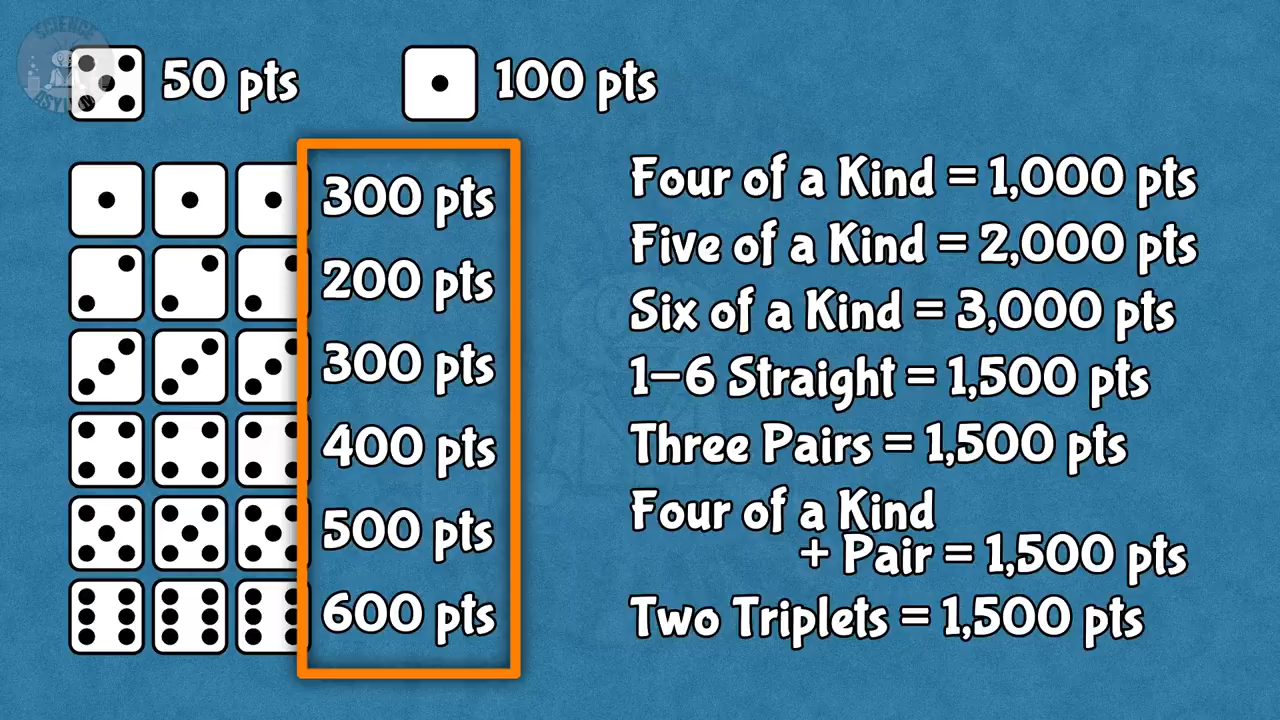 SCIENCE
ASYLUM
50 pts
100 pts
300 pts
200 pts
300 pts
400 pts
500 pts
600 pts
Four of a Kind = 1,000 pts
Five of a Kind = 2,000 pts
Six of a Kind = 3,000 pts
1–6 Straight = 1,500 pts
Three Pairs = 1,500 pts
Four of a Kind
+ Pair = 1,500 pts
Two Triplets = 1,500 pts